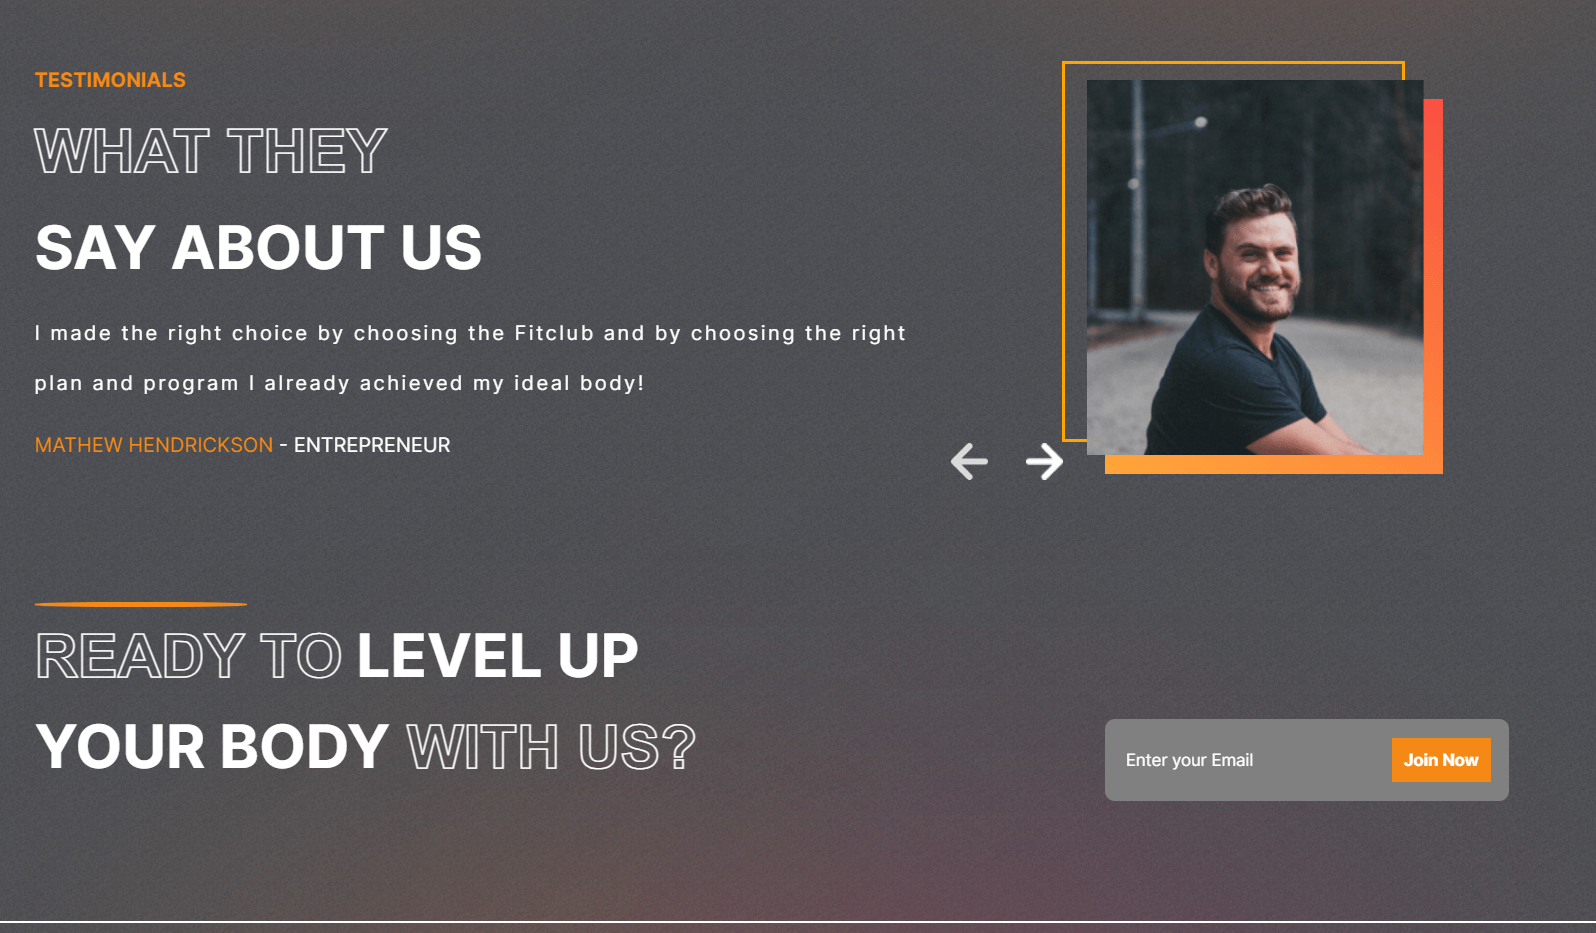 TESTIMONIALS
WHAT THEY
SAY ABOUT US
I made the right choice by choosing the Fitclub and by choosing the right
plan and program I already achieved my ideal body!
MATHEW HENDRICKSON - ENTREPRENEUR
READY TO LEVEL UP
YOUR BODY WITH US?
Enter your Email
Join Now